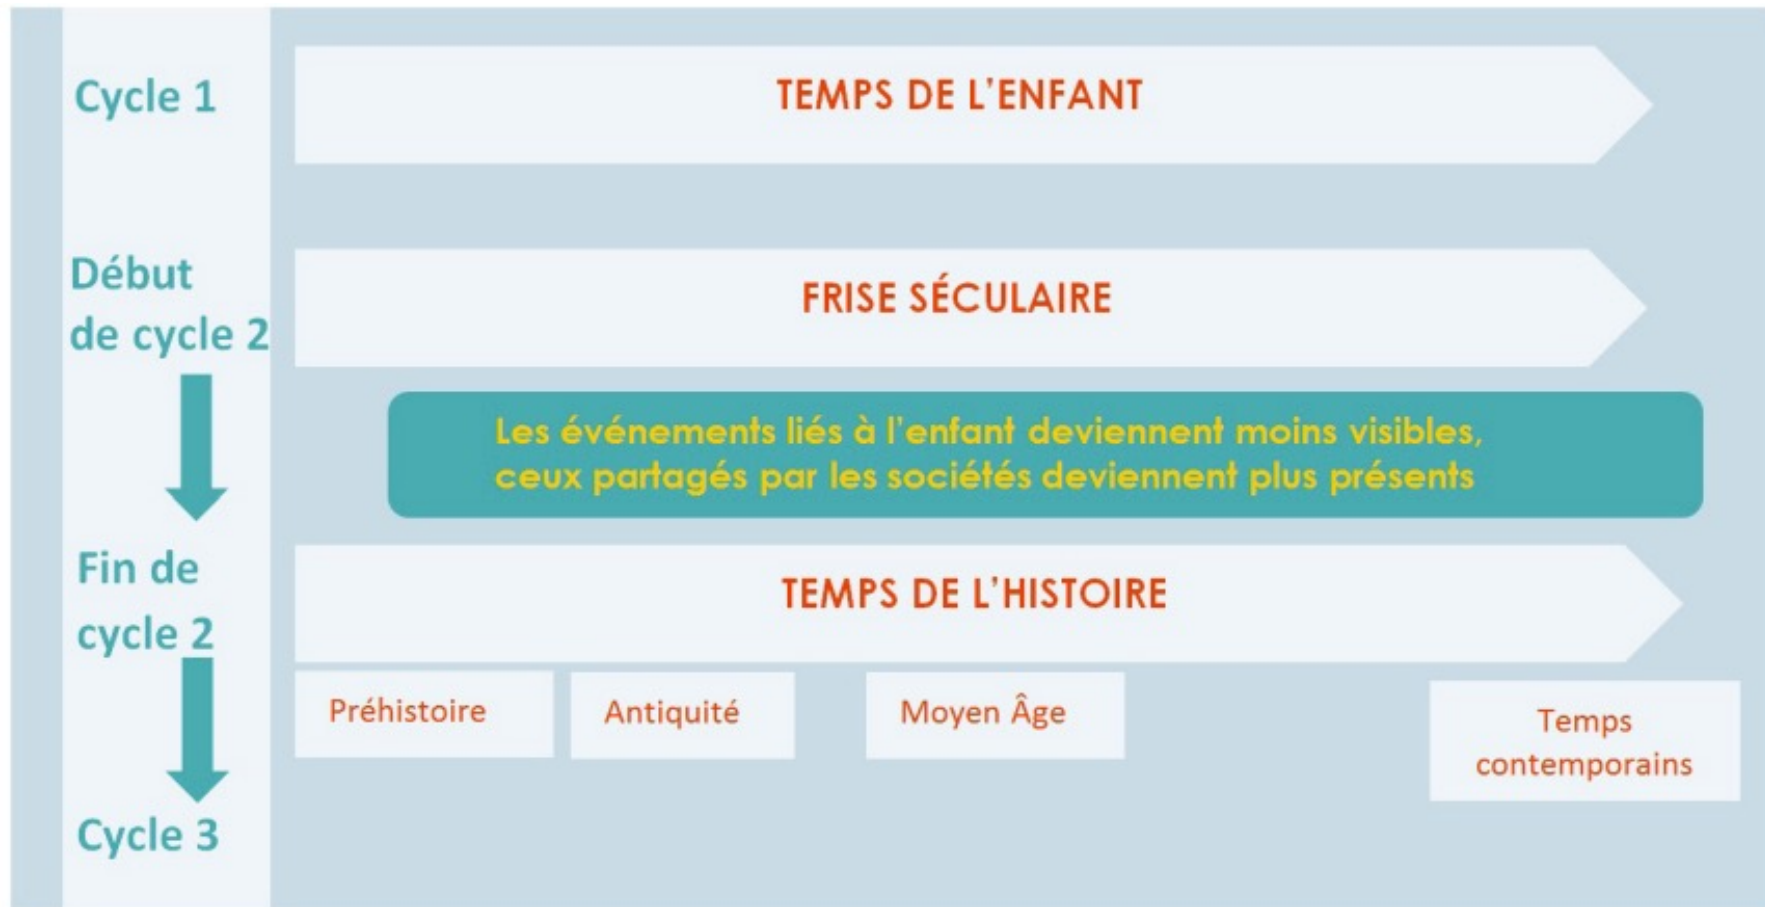 Cycle 1
TEMPS DE L'ENFANT
Début
de cycle 2
FRISE SÉCULAIRE
Les événements liés à l'enfant deviennent moins visibles,
ceux partagés par les sociétés deviennent plus présents
Fin de
cycle 2
TEMPS DE L'HISTOIRE
Préhistoire
Antiquité
Moyen Âge
Temps
contemporains
Cycle 3